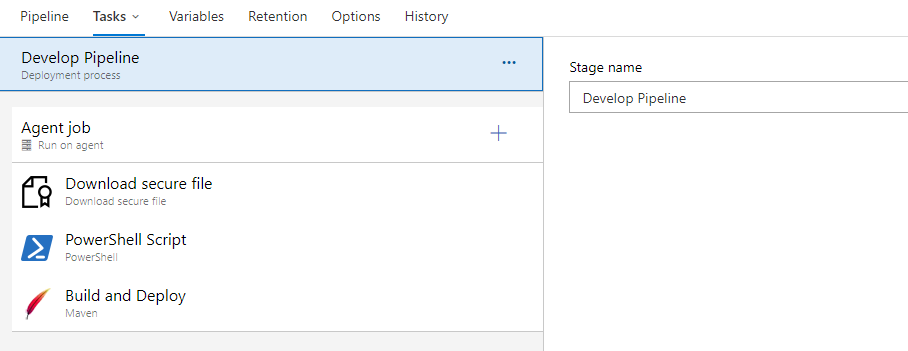 Pipeline Tasks Variables Retention Options History
Develop Pipeline
Deployment process
Stage name
Develop Pipeline
Agent job
Run on agent
Download secure file
Download secure file
PowerShell Script
PowerShell
Build and Deploy
Maven